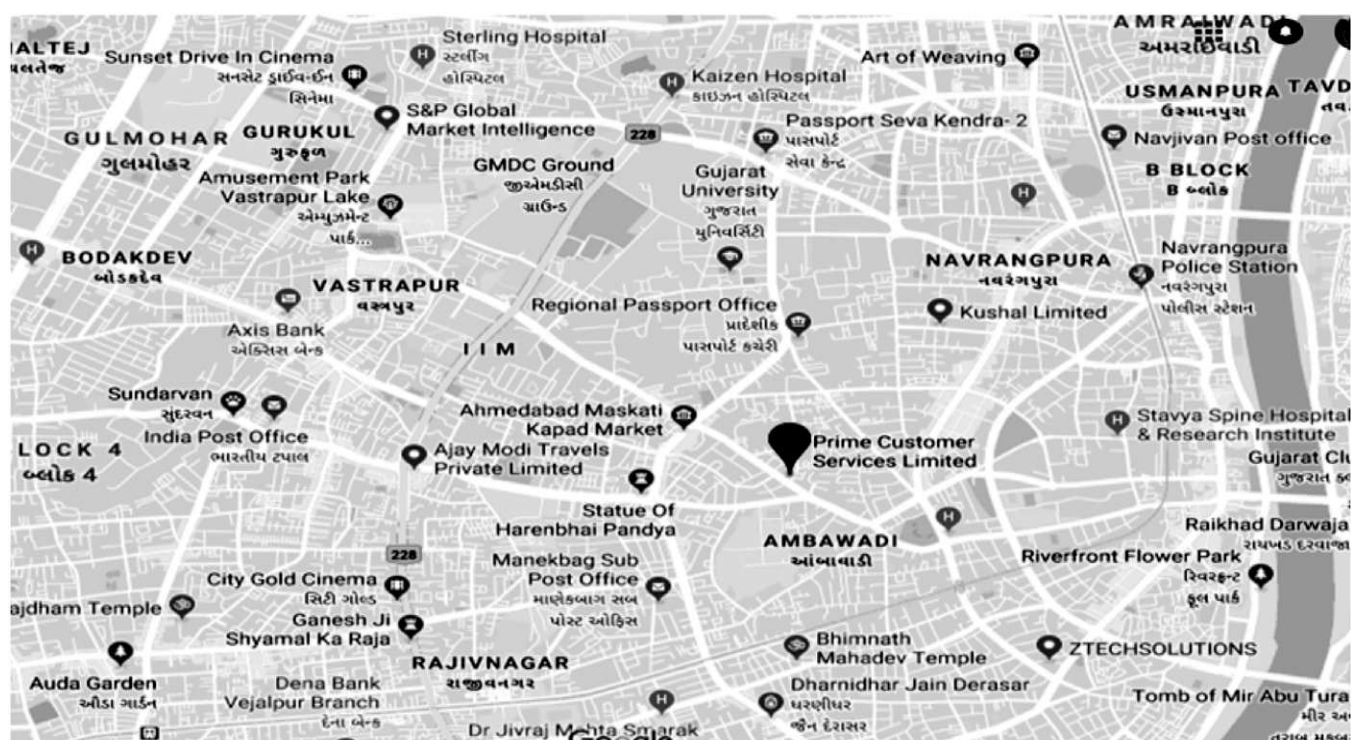 Sterling Hospital
સ્ટર્લીંગ
હોસ્પિટલ
Sunset Drive In Cinema
સનસેટ ડ્રાઈવ-ઈન
સિનેમા
Art of Weaving
અમરાઈવાડી
Kaizen Hospital
કાઇઝન હોસ્પિટલ
USMANPURA
ઉસ્માનપુરા
S&P Global
Market Intelligence
228
Passport Seva Kendra- 2
પાસપોર્ટ
સેવા કેન્દ્ર
Navjivan Post office
GULMOHAR
ગુલમોહર
GURUKUL
ગુરુકૂળ
GMDC Ground
જીએમડીસી
ગ્રાઉન્ડ
Gujarat
University
ગુજરાત
યુનિવર્સિટી
B BLOCK
B બ્લોક
Amusement Park
Vastrapur Lake
એમ્યુઝમેન્ટ
પાર્ક...
BODAKDEV
બોડકદેવ
VASTRAPUR
વસ્ત્રાપુર
NAVRANGPURA
નવરંગપુરા
Navrangpura
Police Station
નવરંગપુરા
પોલીસ સ્ટેશન
Axis Bank
એક્સિસ બેન્ક
Regional Passport Office
પ્રાદેશીક
પાસપોર્ટ કચેરી
Kushal Limited
IIM
Sundarvan
સુંદરવન
India Post Office
ભારતીય ટપાલ
Ahmedabad Maskati
Kapad Market
Stavya Spine Hospital
& Research Institute
LOCK 4
બ્લોક 4
Ajay Modi Travels
Private Limited
Prime Customer
Services Limited
Statue Of
Harenbhai Pandya
AMBAWADI
આંબાવાડી
Raikhad Darwaja
રાયખડ દરવાજા
228
City Gold Cinema
સિટી ગોલ્ડ
Manekbag Sub
Post Office
માણેકબાગ સબ
પોસ્ટ ઓફિસ
Riverfront Flower Park
રિવરફ્રન્ટ
ફૂલ પાર્ક
ajdham Temple
Ganesh Ji
Shyamal Ka Raja
Bhimnath
Mahadev Temple
ZTECHSOLUTIONS
RAJIVNAGAR
રાજીવનગર
Auda Garden
ઔડા ગાર્ડન
Dena Bank
Vejalpur Branch
દેના બેન્ક
Dharnidhar Jain Derasar
ધરણીધર
જૈન દેરાસર
Tomb of Mir Abu Tura
Dr Jivraj Mehta Smarak